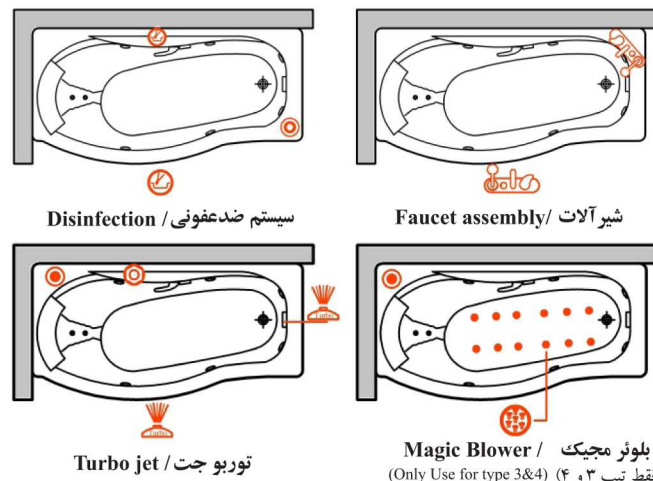 Disinfection / سیستم ضدعفونی
Faucet assembly/ شیرآلات
Turbo
Turbo
Turbo jet / توربو جت
Magic Blower / بلوئر مجیک
(Only Use for type 3&4) فقط تیپ ۳ و ۴)